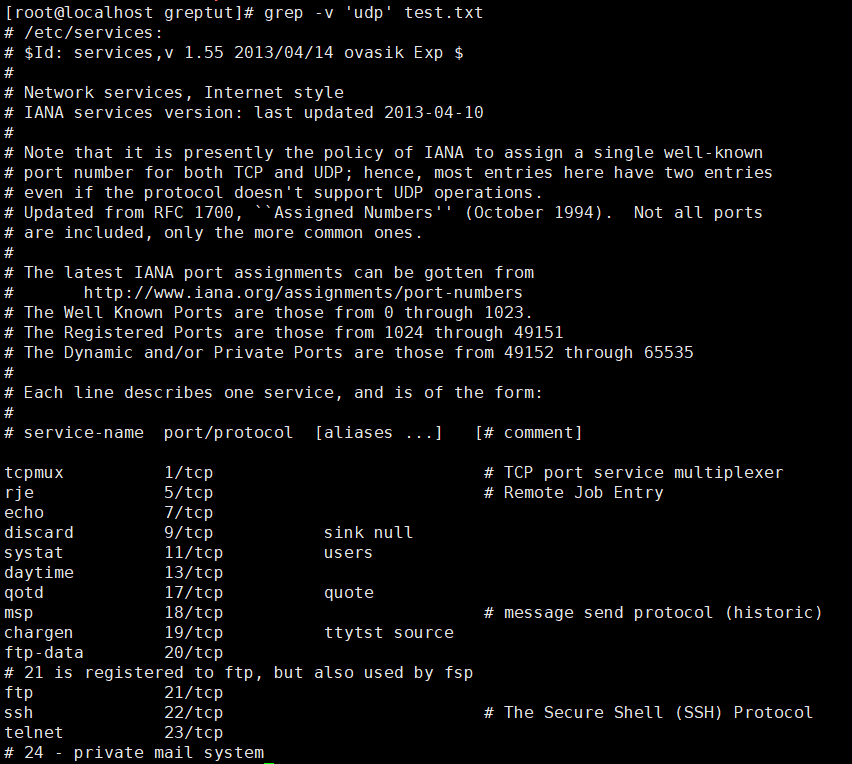 [root@localhost greptut]# grep -v 'udp' test.txt
# /etc/services:
# $Id: services,v 1.55 2013/04/14 ovasik Exp $
#
# Network services, Internet style
# IANA services version: last updated 2013-04-10
#
# Note that it is presently the policy of IANA to assign a single well-known
# port number for both TCP and UDP; hence, most entries here have two entries
# even if the protocol doesn't support UDP operations.
# Updated from RFC 1700, ``Assigned Numbers'' (October 1994).  Not all ports
# are included, only the more common ones.
#
# The latest IANA port assignments can be gotten from
#       http://www.iana.org/assignments/port-numbers
# The Well Known Ports are those from 0 through 1023.
# The Registered Ports are those from 1024 through 49151
# The Dynamic and/or Private Ports are those from 49152 through 65535
#
# Each line describes one service, and is of the form:
#
# service-name  port/protocol  [aliases ...]   [# comment]

tcpmux          1/tcp                           # TCP port service multiplexer
rje             5/tcp                           # Remote Job Entry
echo            7/tcp
discard         9/tcp           sink null
systat          11/tcp          users
daytime         13/tcp
qotd            17/tcp          quote
msp             18/tcp                          # message send protocol (historic)
chargen         19/tcp          ttytst source
ftp-data        20/tcp
# 21 is registered to ftp, but also used by fsp
ftp             21/tcp
ssh             22/tcp                          # The Secure Shell (SSH) Protocol
telnet          23/tcp
# 24 - private mail system